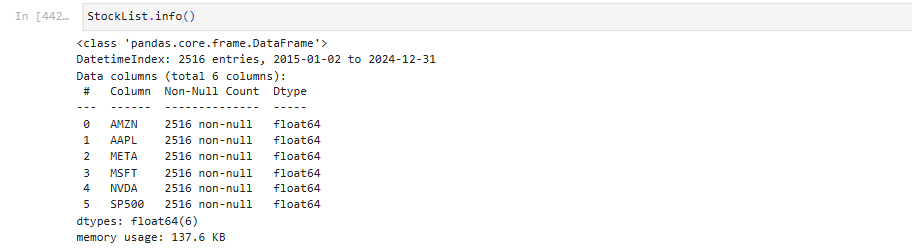 In [442… StockList.info()
<class 'pandas.core.frame.DataFrame'>
DatetimeIndex: 2516 entries, 2015-01-02 to 2024-12-31
Data columns (total 6 columns):
 #   Column  Non-Null Count  Dtype
---  ------  --------------  -----
 0   AMZN    2516 non-null   float64
 1   AAPL    2516 non-null   float64
 2   META    2516 non-null   float64
 3   MSFT    2516 non-null   float64
 4   NVDA    2516 non-null   float64
 5   SP500   2516 non-null   float64
dtypes: float64(6)
memory usage: 137.6 KB